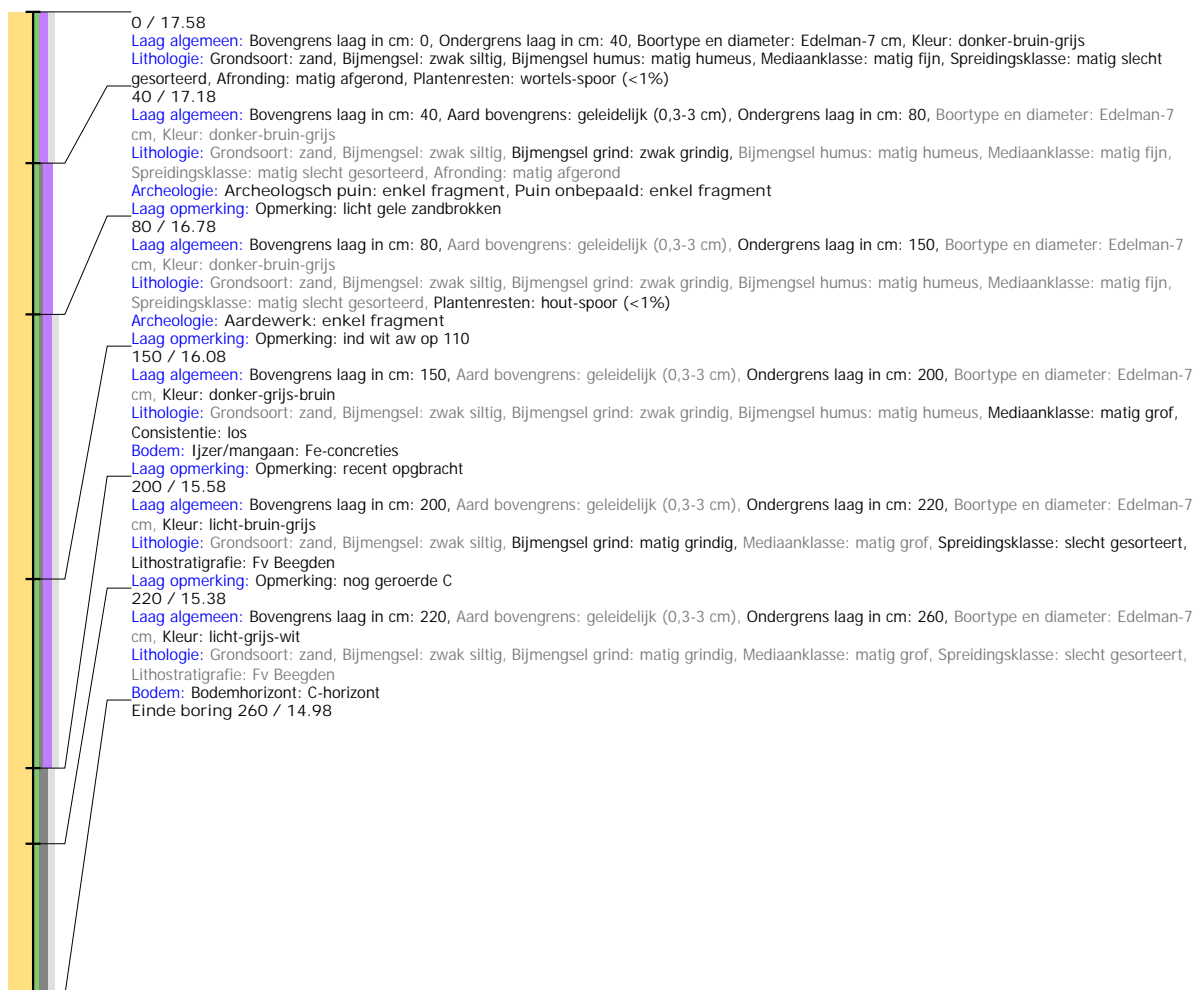 0 / 17.58
Laag algemeen: Bovengrens laag in cm: 0, Ondergrens laag in cm: 40, Boortype en diameter: Edelman-7 cm, Kleur: donker-bruin-grijs
Lithologie: Grondsoort: zand, Bijmengsel: zwak siltig, Bijmengsel humus: matig humeus, Mediaanklasse: matig fijn, Spreidingsklasse: matig slecht
gesorteerd, Afronding: matig afgerond, Plantenresten: wortels-spoor (<1%)
40 / 17.18
Laag algemeen: Bovengrens laag in cm: 40, Aard bovengrens: geleidelijk (0,3-3 cm), Ondergrens laag in cm: 80, Boortype en diameter: Edelman-7
cm, Kleur: donker-bruin-grijs
Lithologie: Grondsoort: zand, Bijmengsel: zwak siltig, Bijmengsel grind: zwak grindig, Bijmengsel humus: matig humeus, Mediaanklasse: matig fijn,
Spreidingsklasse: matig slecht gesorteerd, Afronding: matig afgerond
Archeologie: Archeologsch puin: enkel fragment, Puin onbepaald: enkel fragment
Laag opmerking: Opmerking: licht gele zandbrokken
80 / 16.78
Laag algemeen: Bovengrens laag in cm: 80, Aard bovengrens: geleidelijk (0,3-3 cm), Ondergrens laag in cm: 150, Boortype en diameter: Edelman-7
cm, Kleur: donker-bruin-grijs
Lithologie: Grondsoort: zand, Bijmengsel: zwak siltig, Bijmengsel grind: zwak grindig, Bijmengsel humus: matig humeus, Mediaanklasse: matig fijn,
Spreidingsklasse: matig slecht gesorteerd, Plantenresten: hout-spoor (<1%)
Archeologie: Aardewerk: enkel fragment
Laag opmerking: Opmerking: ind wit aw op 110
150 / 16.08
Laag algemeen: Bovengrens laag in cm: 150, Aard bovengrens: geleidelijk (0,3-3 cm), Ondergrens laag in cm: 200, Boortype en diameter: Edelman-7
cm, Kleur: donker-grijs-bruin
Lithologie: Grondsoort: zand, Bijmengsel: zwak siltig, Bijmengsel grind: zwak grindig, Bijmengsel humus: matig humeus, Mediaanklasse: matig grof,
Consistentie: los
Bodem: Ijzer/mangaan: Fe-concreties
Laag opmerking: Opmerking: recent opgbracht
200 / 15.58
Laag algemeen: Bovengrens laag in cm: 200, Aard bovengrens: geleidelijk (0,3-3 cm), Ondergrens laag in cm: 220, Boortype en diameter: Edelman-7
cm, Kleur: licht-bruin-grijs
Lithologie: Grondsoort: zand, Bijmengsel: zwak siltig, Bijmengsel grind: matig grindig, Mediaanklasse: matig grof, Spreidingsklasse: slecht gesorteert,
Lithostratigrafie: Fv Beegden
Laag opmerking: Opmerking: nog geroerde C
220 / 15.38
Laag algemeen: Bovengrens laag in cm: 220, Aard bovengrens: geleidelijk (0,3-3 cm), Ondergrens laag in cm: 260, Boortype en diameter: Edelman-7
cm, Kleur: licht-grijs-wit
Lithologie: Grondsoort: zand, Bijmengsel: zwak siltig, Bijmengsel grind: matig grindig, Mediaanklasse: matig grof, Spreidingsklasse: slecht gesorteert,
Lithostratigrafie: Fv Beegden
Bodem: Bodemhorizont: C-horizont
Einde boring 260 / 14.98